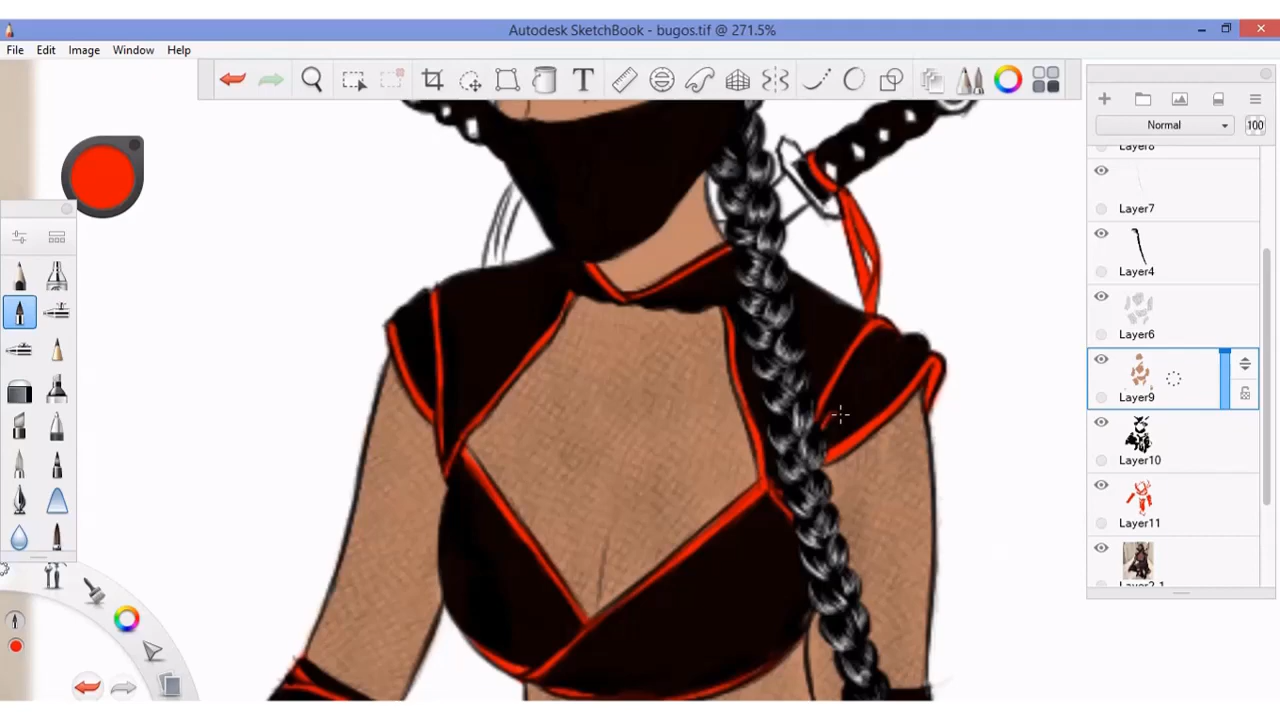 Autodesk SketchBook - bugos.tif @ 271.5%
File Edit Image Window Help
T
Normal 100
Layer8
Layer7
Layer4
Layer6
Layer9
Layer10
Layer11
Layer2_1